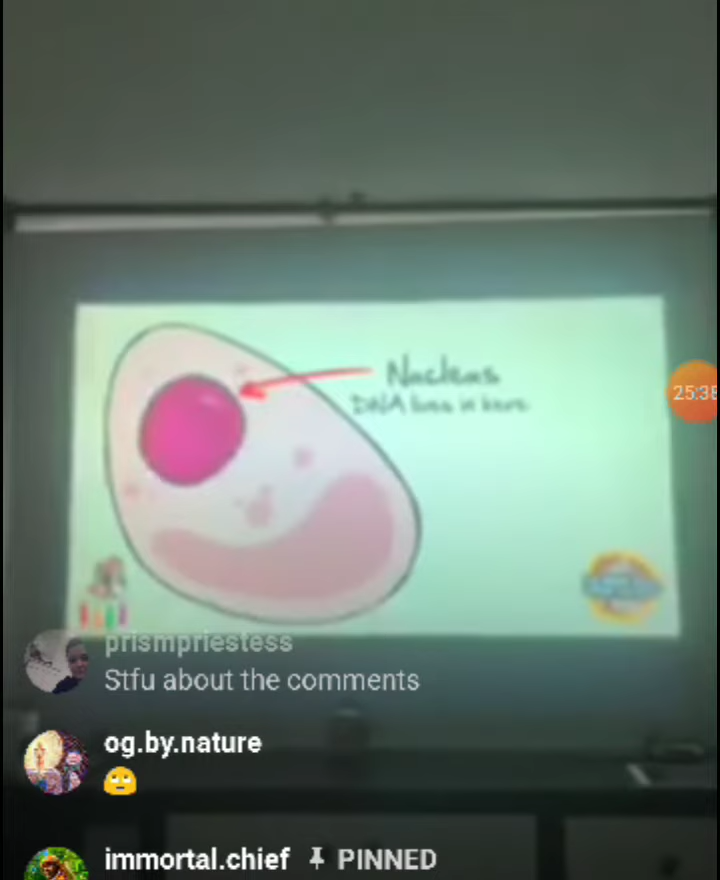 Nucleus
DNA lives in here
25:38
prismpriestess
Stfu about the comments
og.by.nature
🙄
immortal.chief PINNED